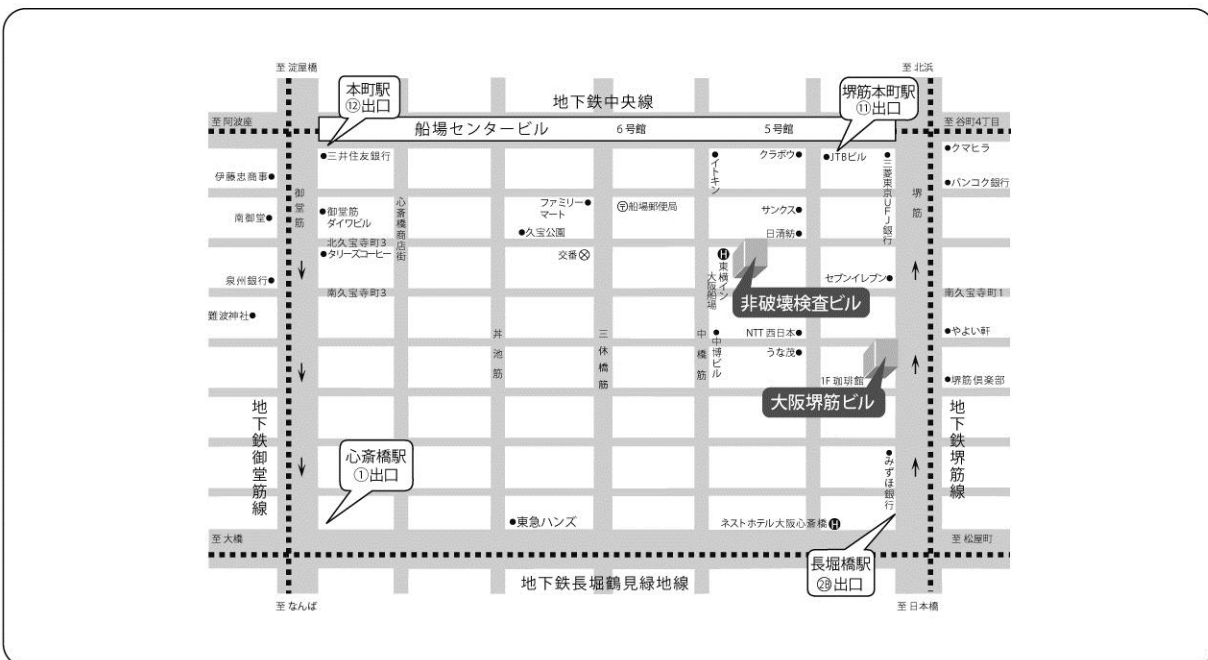 至 淀屋橋
至 北浜
本町駅
⑫出口
地下鉄中央線
堺筋本町駅
⑪出口
至 阿波座
船場センタービル
6号館
5号館
至 谷町4丁目
三井住友銀行
イトキン
クラボウ
JTBビル
三菱東京UFJ銀行
クマヒラ
伊藤忠商事
バンコク銀行
御堂筋
心斎橋商店街
堺筋
南御堂
御堂筋
ダイワビル
ファミリー
マート
〒船場郵便局
サンクス
久宝公園
日清紡
北久宝寺町3
タリーズコーヒー
交番
H
東横イン
大阪船場
泉州銀行
セブンイレブン
南久宝寺町3
非破壊検査ビル
南久宝寺町1
難波神社
丼池筋
三休橋筋
中橋筋
中博ビル
NTT 西日本
うな茂
やよい軒
1F 珈琲館
堺筋倶楽部
大阪堺筋ビル
地下鉄御堂筋線
地下鉄堺筋線
心斎橋駅
①出口
みずほ銀行
東急ハンズ
ネストホテル大阪心斎橋 H
至 大橋
至 松屋町
長堀橋駅
2B出口
地下鉄長堀鶴見緑地線
至 なんば
至 日本橋